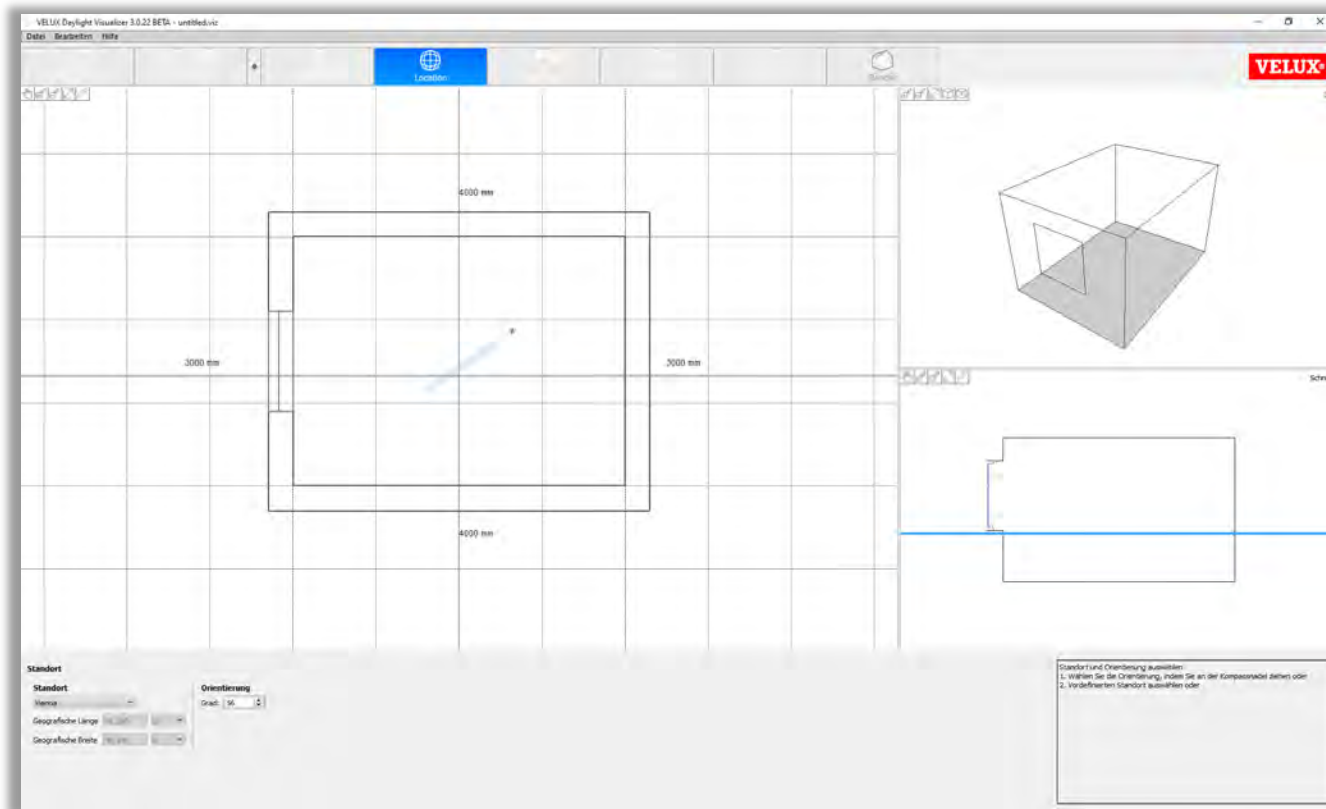 VELUX Daylight Visualizer 3.0.22 BETA - untitled.viz
Datei Bearbeiten Hilfe
Location
VELUX
4000 mm
3000 mm
3000 mm
4000 mm
Standort
Standort
Vienna
Geografische Länge
Geografische Breite
Orientierung
Grad: 56
Standort und Orientierung auswählen
1. Wählen Sie die Orientierung, indem Sie an der Kompassnadel ziehen oder
2. Vordefinierten Standort auswählen oder